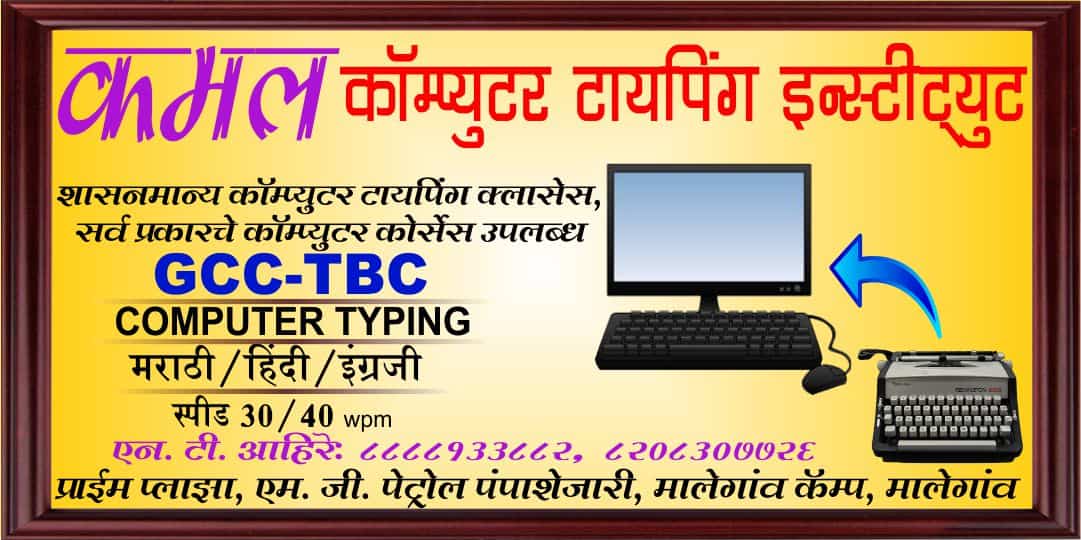 कमल कॉम्प्युटर टायपिंग इन्स्टीट्युट
शासनमान्य कॉम्प्युटर टायपिंग क्लासेस,
सर्व प्रकारचे कॉम्प्युटर कोर्सेस उपलब्ध
GCC-TBC
COMPUTER TYPING
मराठी/हिंदी/इंग्रजी
स्पीड 30/40 wpm
एन. टी. आहिरेः ८८८८१३३८८२, ८२०८३०७७२६
प्राईम प्लाझा, एम. जी. पेट्रोल पंपाशेजारी, मालेगांव कॅम्प, मालेगांव